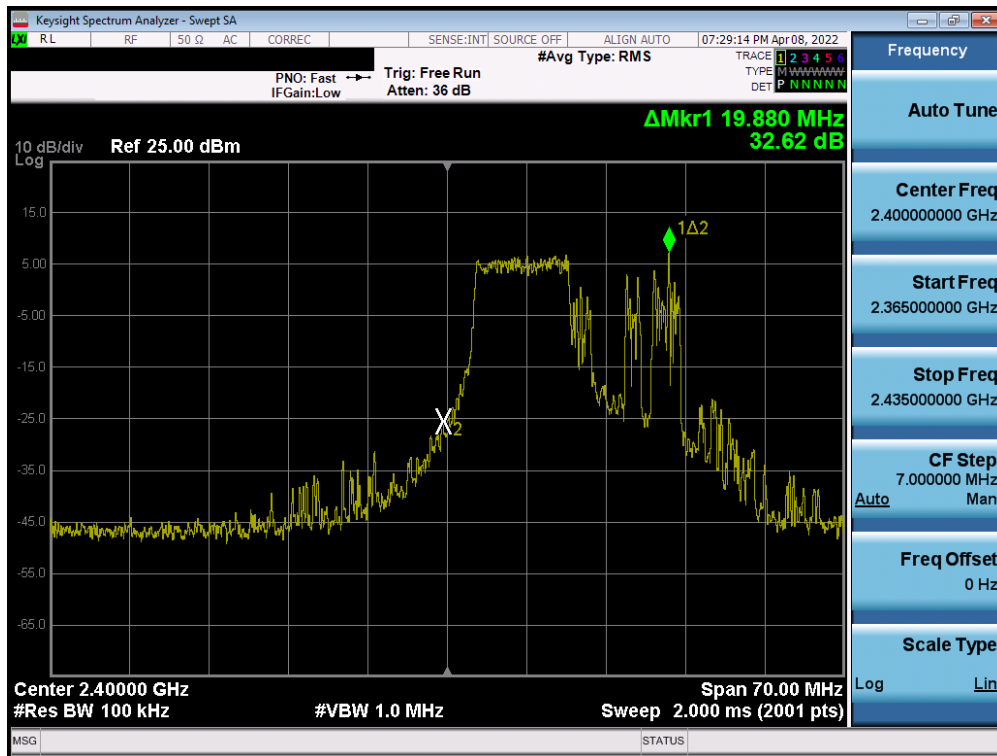 Keysight Spectrum Analyzer - Swept SA
LXI RL RF 50 Ω AC CORREC SENSE:INT SOURCE OFF ALIGN AUTO 07:29:14 PM Apr 08, 2022
#Avg Type: RMS TRACE 1 2 3 4 5 6
PNO: Fast Trig: Free Run TYPE M WWWWW
IFGain:Low Atten: 36 dB DET P N N N N N
ΔMkr1 19.880 MHz
32.62 dB
10 dB/div Ref 25.00 dBm
Log
15.0
5.00
-5.00
-15.0
-25.0
-35.0
-45.0
-55.0
-65.0
1Δ2
X2
Center 2.40000 GHz Span 70.00 MHz
#Res BW 100 kHz #VBW 1.0 MHz Sweep 2.000 ms (2001 pts)
MSG STATUS
Frequency
Auto Tune
Center Freq
2.400000000 GHz
Start Freq
2.365000000 GHz
Stop Freq
2.435000000 GHz
CF Step
7.000000 MHz
Auto Man
Freq Offset
0 Hz
Scale Type
Log Lin